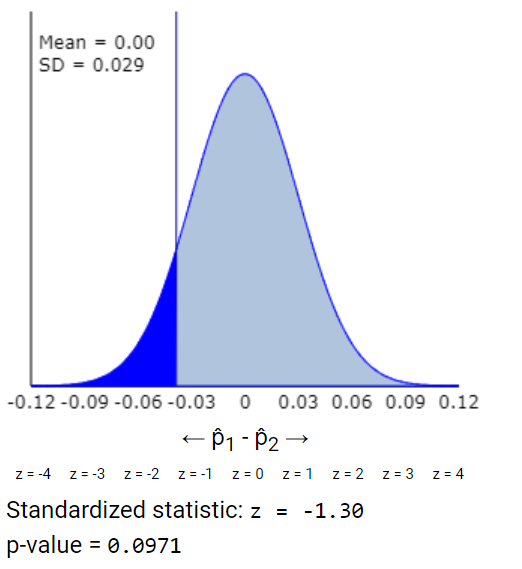 Mean = 0.00
SD = 0.029
-0.12 -0.09 -0.06 -0.03 0 0.03 0.06 0.09 0.12
← p̂1 - p̂2 →
z = -4 z = -3 z = -2 z = -1 z = 0 z = 1 z = 2 z = 3 z = 4
Standardized statistic: z = -1.30
p-value = 0.0971